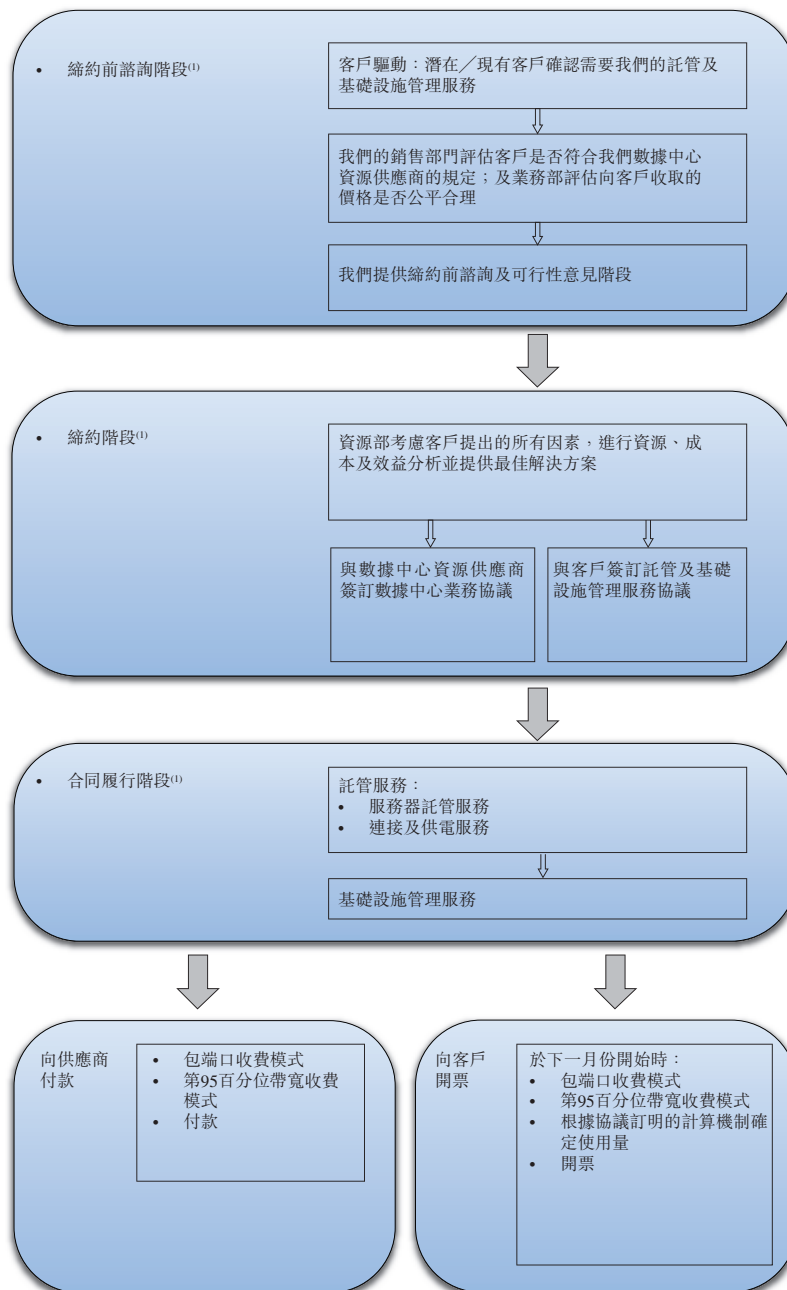 • 締約前諮詢階段(1)
客戶驅動：潛在／現有客戶確認需要我們的託管及
基礎設施管理服務
我們的銷售部門評估客戶是否符合我們數據中心
資源供應商的規定；及業務部評估向客戶收取的
價格是否公平合理
我們提供締約前諮詢及可行性意見階段
• 締約階段(1)
資源部考慮客戶提出的所有因素，進行資源、成
本及效益分析並提供最佳解決方案
與數據中心資源供應商
簽訂數據中心業務協議
與客戶簽訂託管及基礎
設施管理服務協議
• 合同履行階段(1)
託管服務：
• 服務器託管服務
• 連接及供電服務
基礎設施管理服務
向供應商
付款
• 包端口收費模式
• 第95百分位帶寬收費
模式
• 付款
向客戶
開票
於下一月份開始時：
• 包端口收費模式
• 第95百分位帶寬收費模式
• 根據協議訂明的計算機制確
定使用量
• 開票